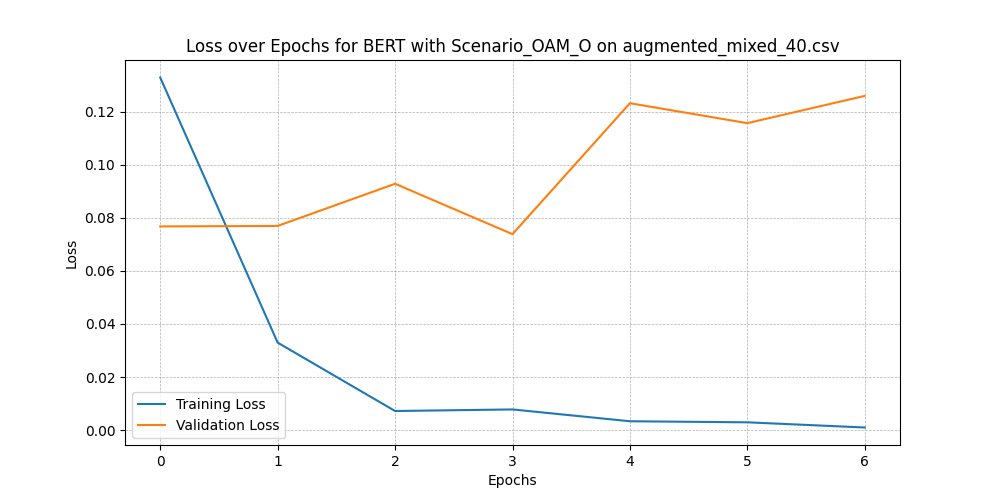 Loss over Epochs for BERT with Scenario_OAM_O on augmented_mixed_40.csv
0.12
0.10
0.08
0.06
0.04
0.02
0.00
Loss
Training Loss
Validation Loss
0 1 2 3 4 5 6
Epochs